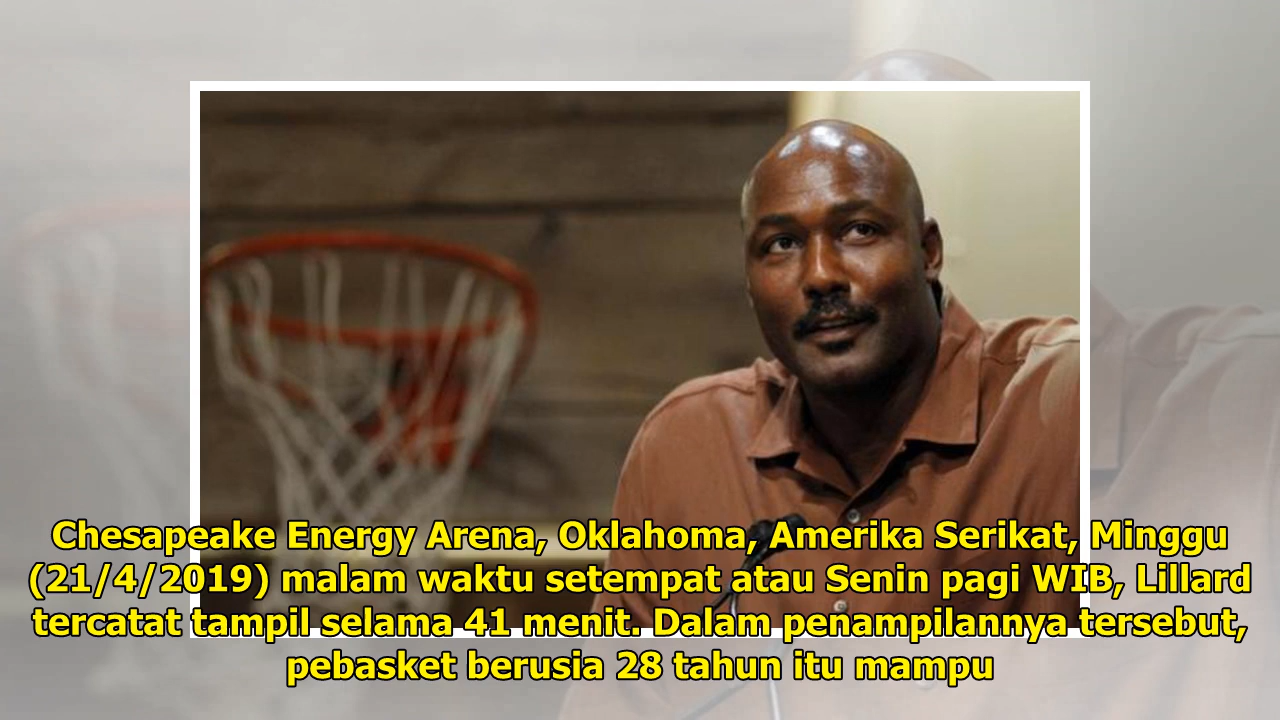 Chesapeake Energy Arena, Oklahoma, Amerika Serikat, Minggu
(21/4/2019) malam waktu setempat atau Senin pagi WIB, Lillard
tercatat tampil selama 41 menit. Dalam penampilannya tersebut,
pebasket berusia 28 tahun itu mampu